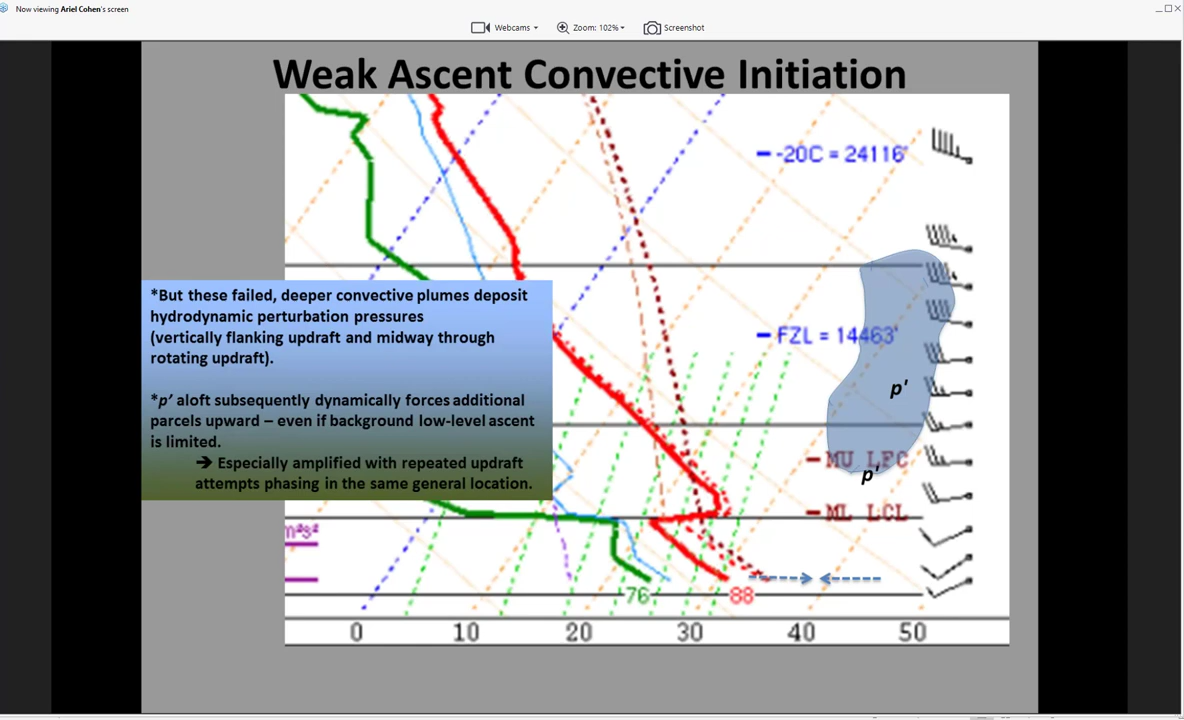 Now viewing Ariel Cohen's screen
Webcams
Zoom: 102%
Screenshot
Weak Ascent Convective Initiation
-20C = 24116'
*But these failed, deeper convective plumes deposit
hydrodynamic perturbation pressures
(vertically flanking updraft and midway through
rotating updraft).
FZL = 14463'
p'
*p' aloft subsequently dynamically forces additional
parcels upward – even if background low-level ascent
is limited.
➔ Especially amplified with repeated updraft
attempts phasing in the same general location.
MU LFC
p'
ML LCL
m²s²
76
88
0 10 20 30 40 50